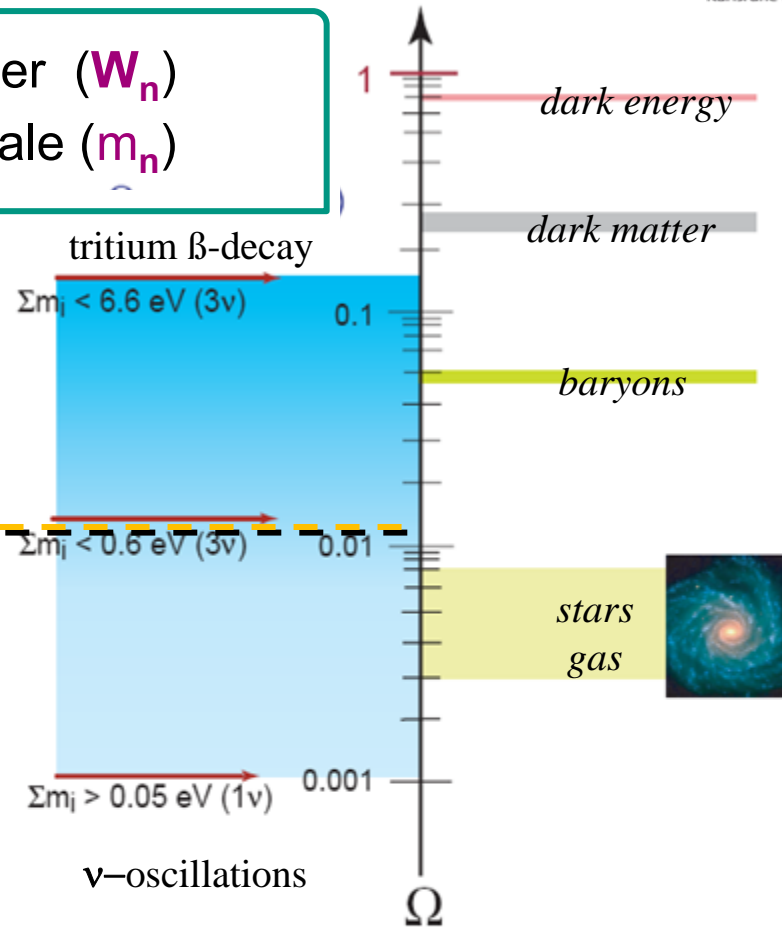 er (Wₙ)
ale (mₙ)
1
dark energy
dark matter
tritium ß-decay
Σmᵢ < 6.6 eV (3ν)
0.1
baryons
Σmᵢ < 0.6 eV (3ν)
0.01
stars
gas
Σmᵢ > 0.05 eV (1ν)
0.001
ν–oscillations
Ω